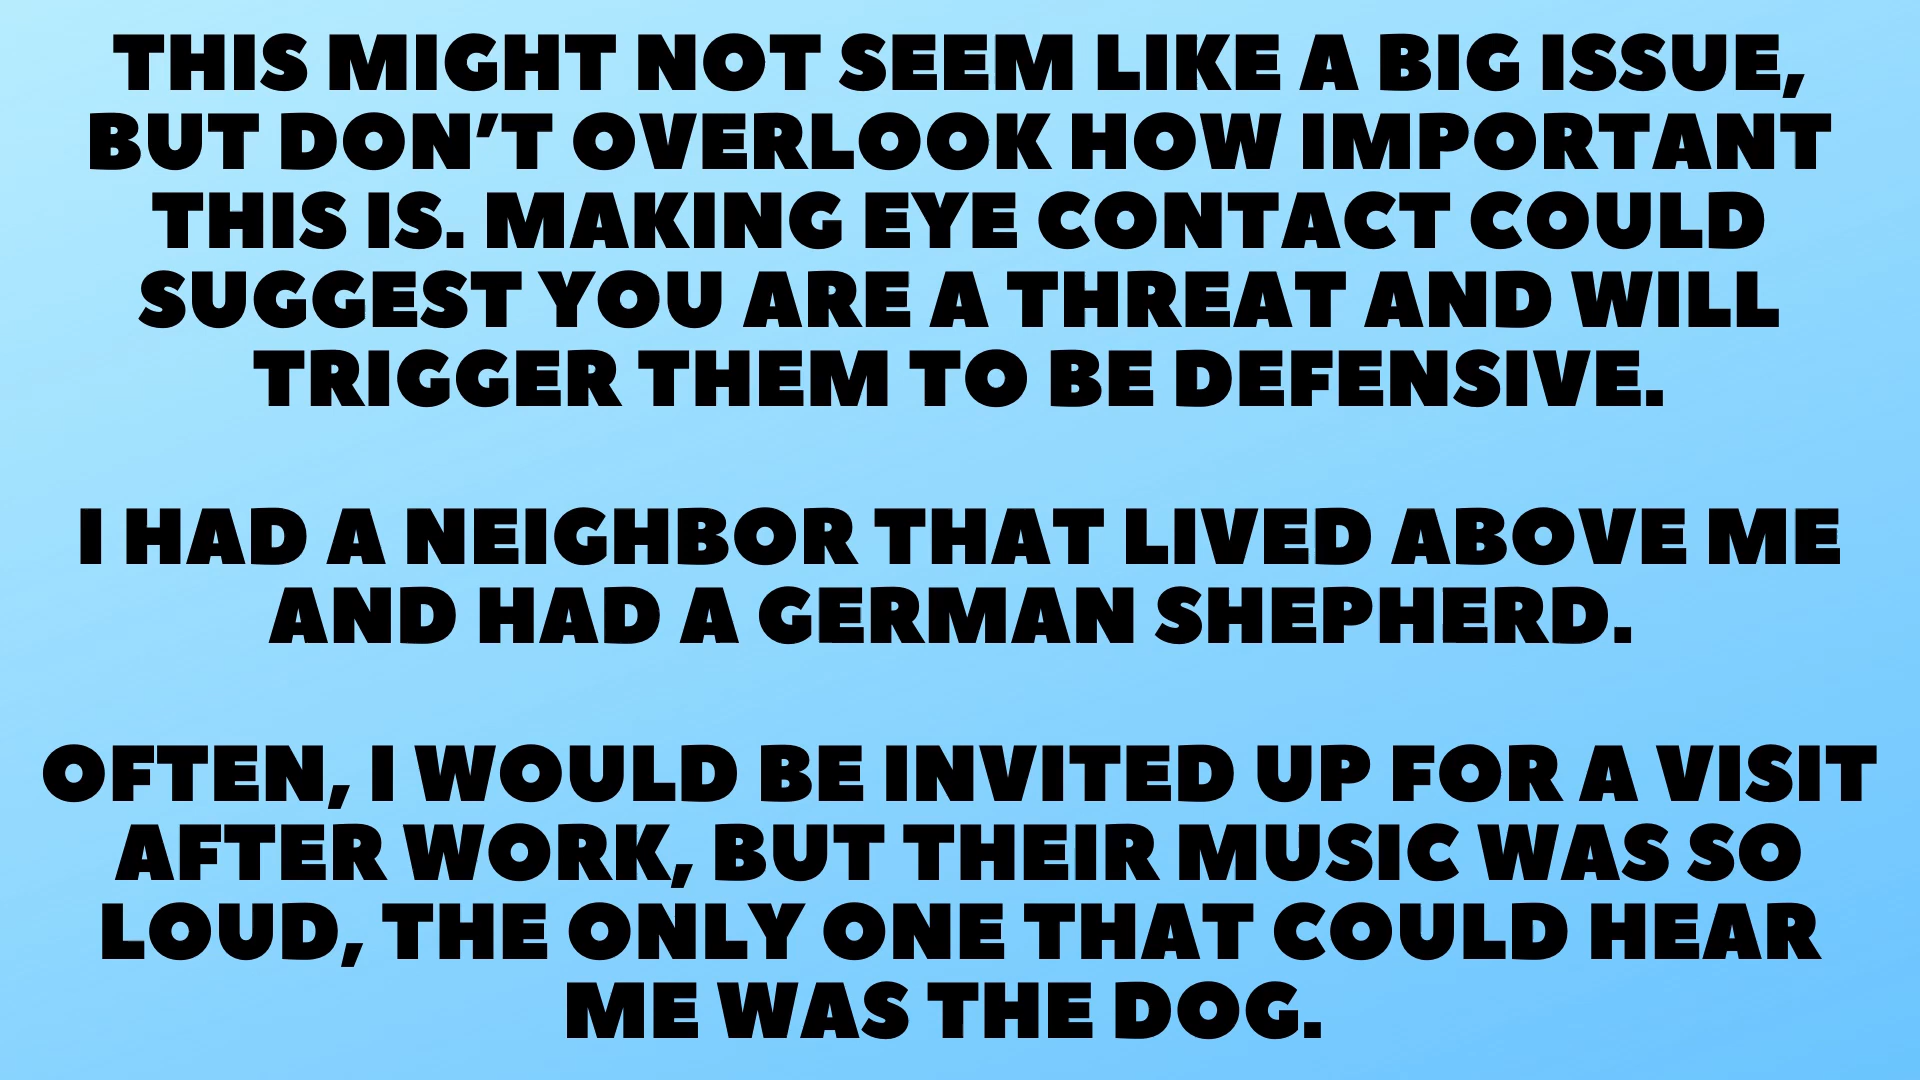 THIS MIGHT NOT SEEM LIKE A BIG ISSUE,
BUT DON'T OVERLOOK HOW IMPORTANT
THIS IS. MAKING EYE CONTACT COULD
SUGGEST YOU ARE A THREAT AND WILL
TRIGGER THEM TO BE DEFENSIVE.
I HAD A NEIGHBOR THAT LIVED ABOVE ME
AND HAD A GERMAN SHEPHERD.
OFTEN, I WOULD BE INVITED UP FOR A VISIT
AFTER WORK, BUT THEIR MUSIC WAS SO
LOUD, THE ONLY ONE THAT COULD HEAR
ME WAS THE DOG.